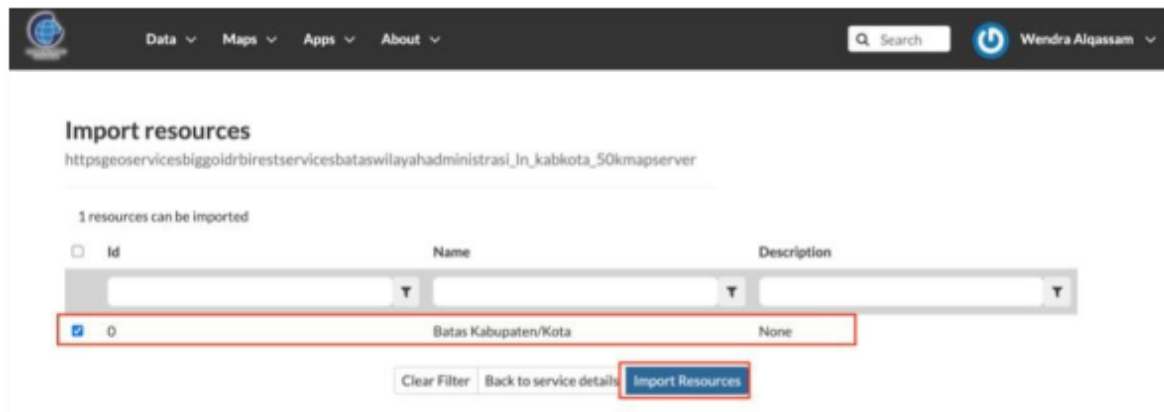 Data Maps Apps About Search Wendra Alqassam
Import resources
httpsgeoservicesbiggoidrbirestservicesbataswilayahadministrasi_ln_kabkota_50kmapserver
1 resources can be imported
Id Name Description
0 Batas Kabupaten/Kota None
Clear Filter Back to service details Import Resources